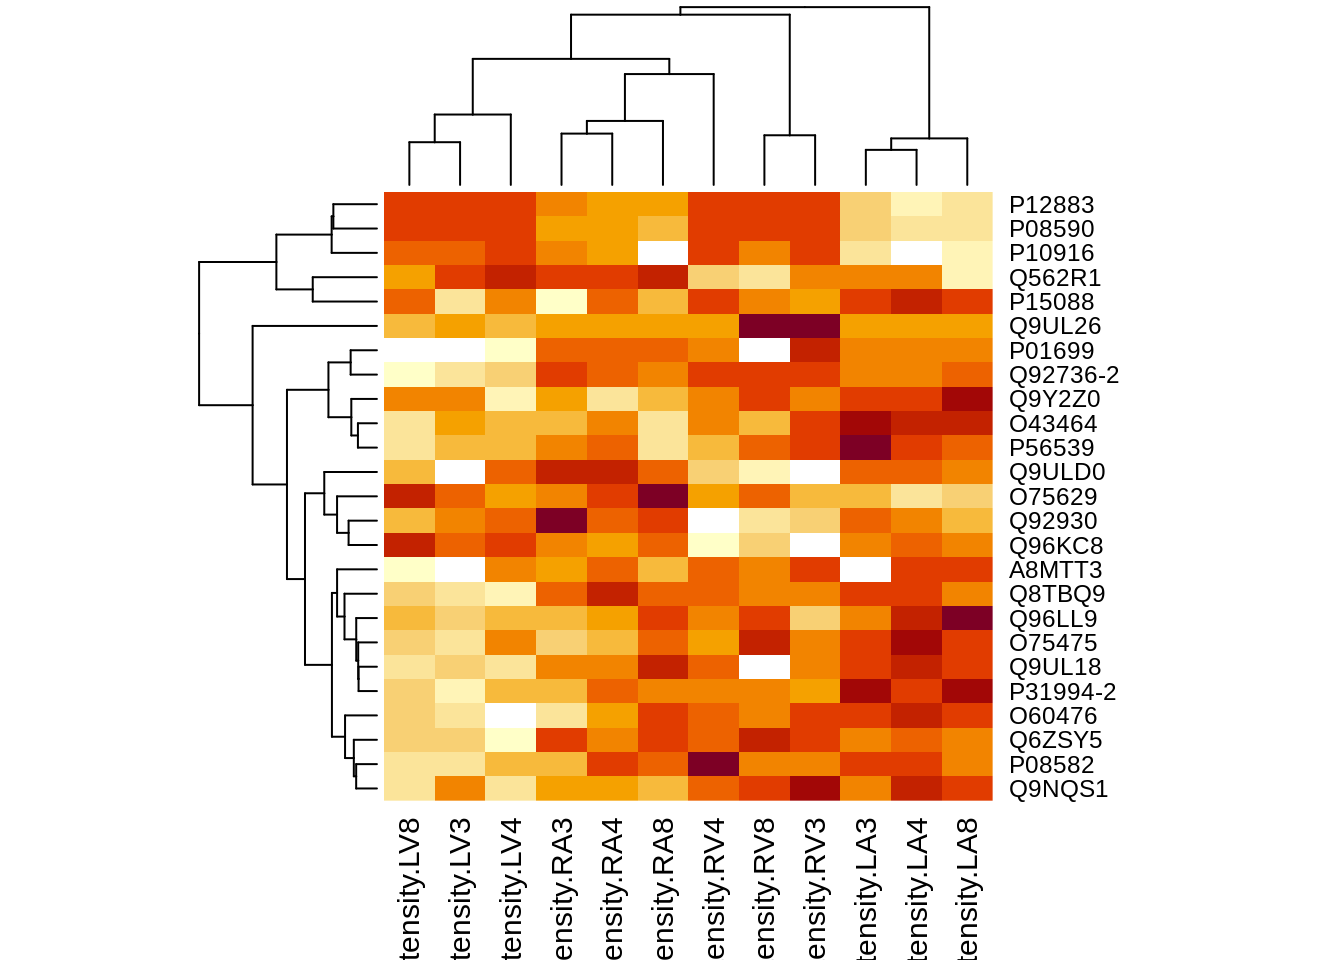 P12883
P08590
P10916
Q562R1
P15088
Q9UL26
P01699
Q92736-2
Q9Y2Z0
O43464
P56539
Q9ULD0
O75629
Q92930
Q96KC8
A8MTT3
Q8TBQ9
Q96LL9
O75475
Q9UL18
P31994-2
O60476
Q6ZSY5
P08582
Q9NQS1
tensity.LV8
tensity.LV3
tensity.LV4
ensity.RA3
ensity.RA4
ensity.RA8
ensity.RV4
ensity.RV8
ensity.RV3
tensity.LA3
tensity.LA4
tensity.LA8